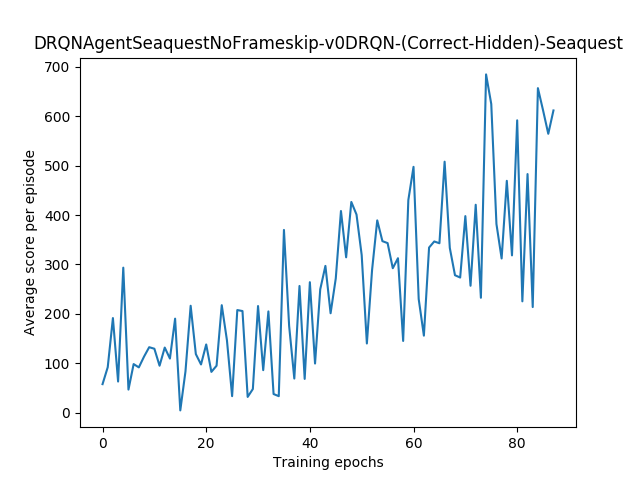 DRQNAgentSeaquestNoFrameskip-v0DRQN-(Correct-Hidden)-Seaquest
700
600
500
400
300
200
100
0
Average score per episode
0 20 40 60 80
Training epochs